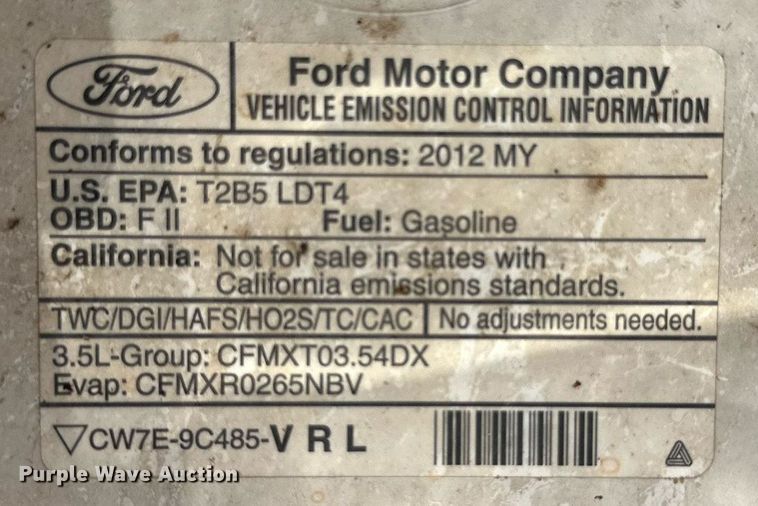 Ford
Ford Motor Company
VEHICLE EMISSION CONTROL INFORMATION
Conforms to regulations: 2012 MY
U.S. EPA: T2B5 LDT4
OBD: F II Fuel: Gasoline
California: Not for sale in states with
California emissions standards.
TWC/DGI/HAFS/HO2S/TC/CAC No adjustments needed.
3.5L-Group: CFMXT03.54DX
Evap: CFMXR0265NBV
CW7E-9C485-V R L
Purple Wave Auction